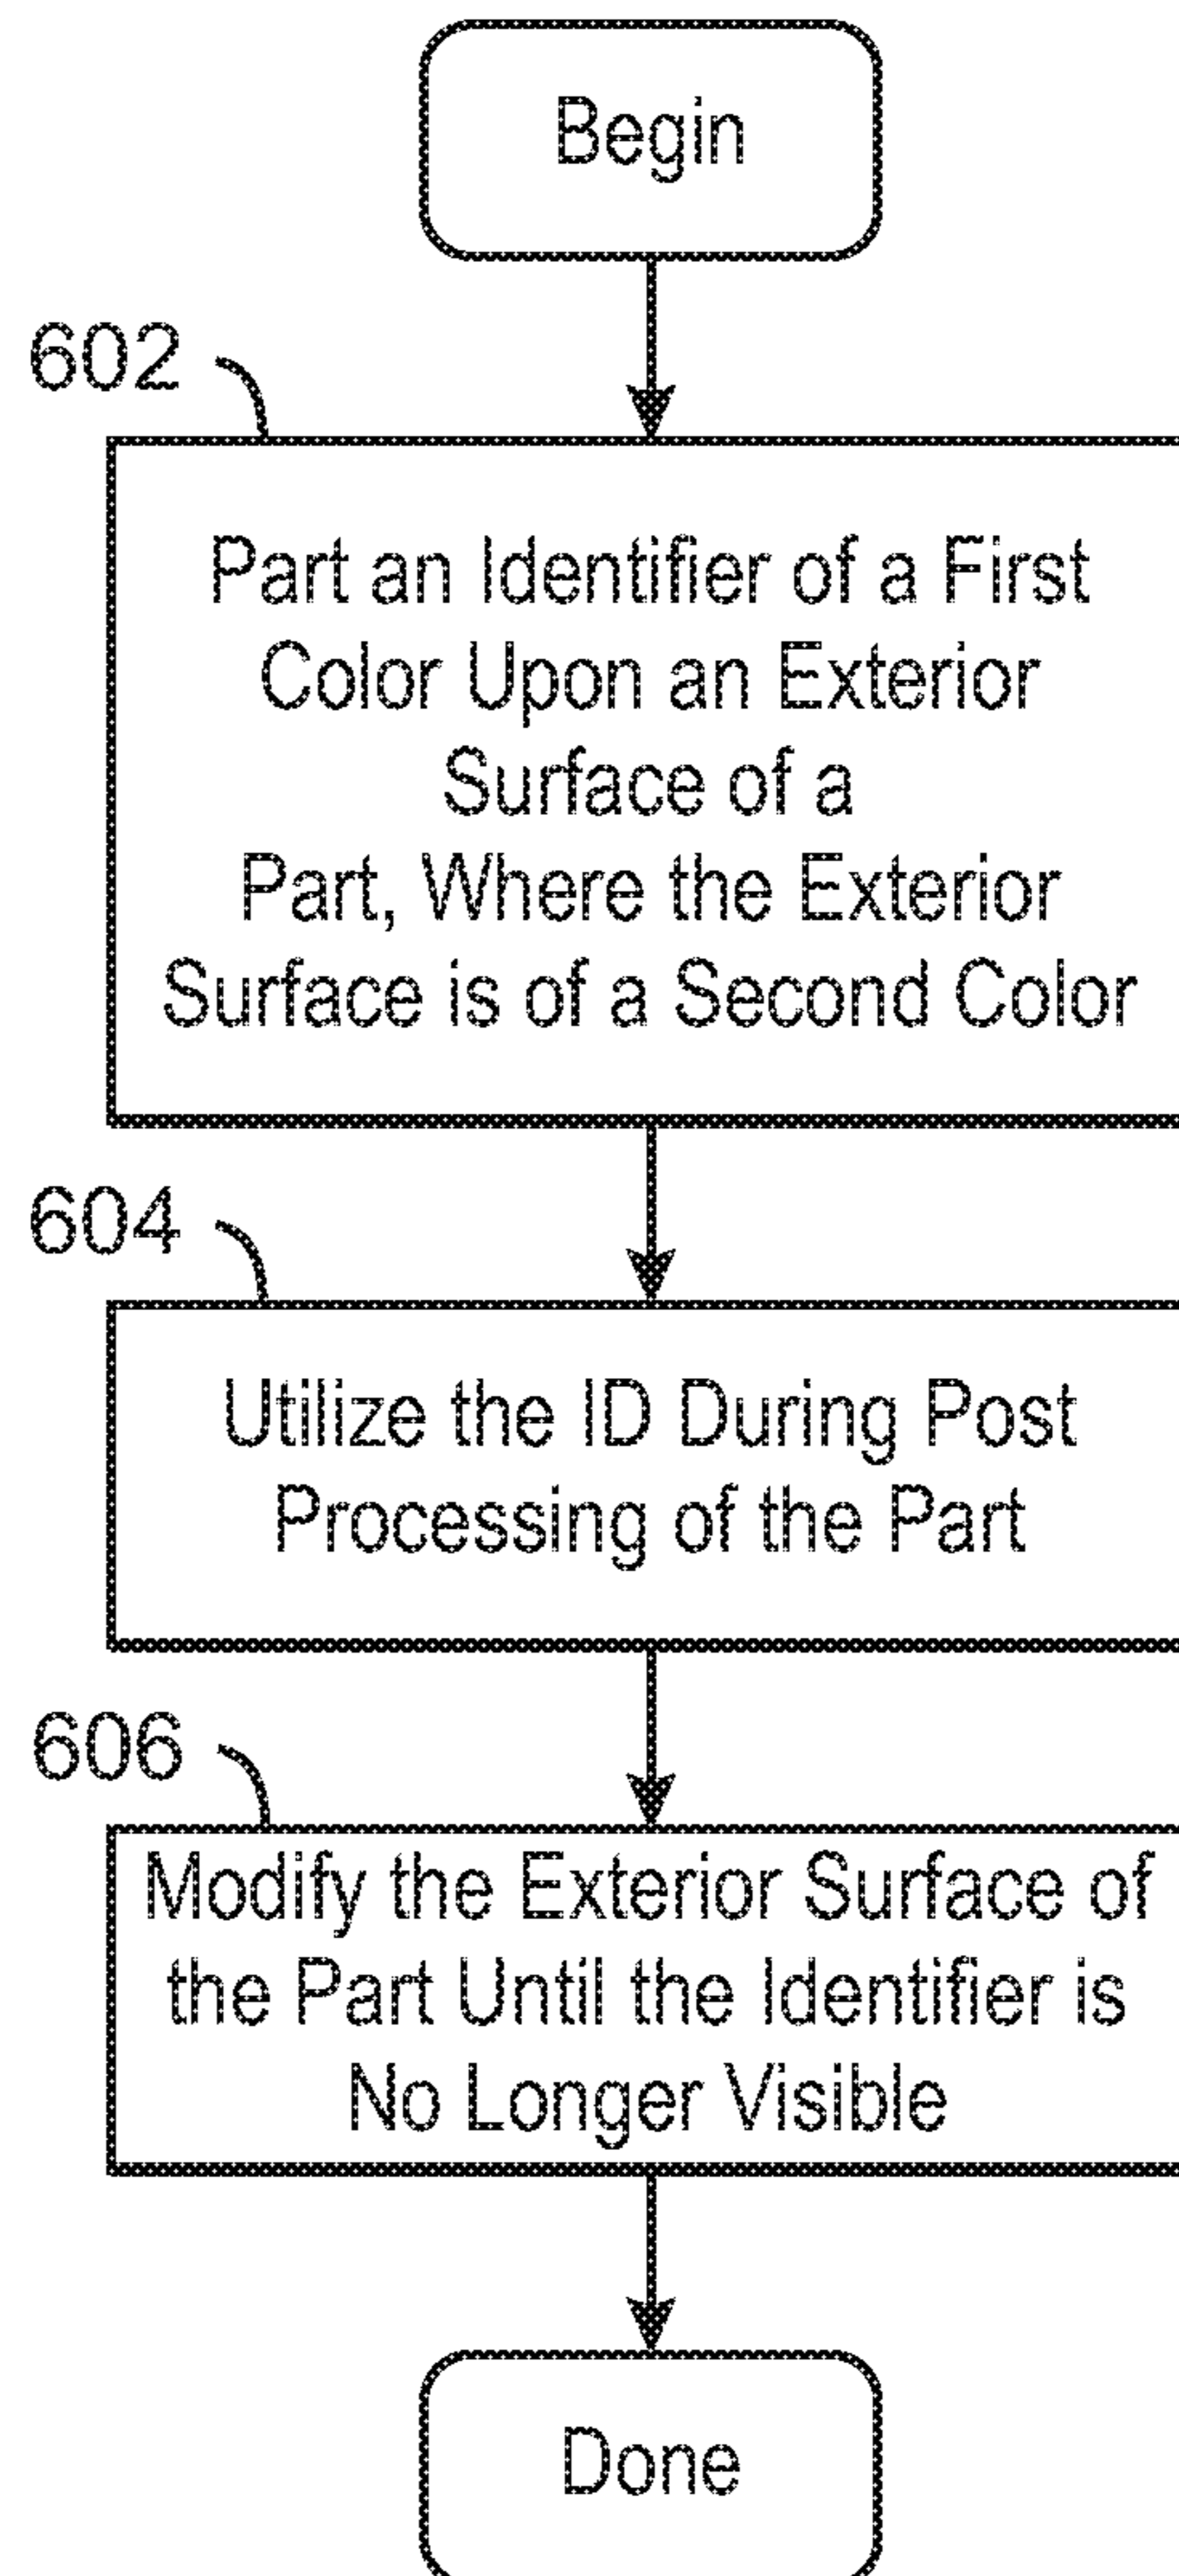 Begin
602
Part an Identifier of a First
Color Upon an Exterior
Surface of a
Part, Where the Exterior
Surface is of a Second Color
604
Utilize the ID During Post
Processing of the Part
606
Modify the Exterior Surface of
the Part Until the Identifier is
No Longer Visible
Done